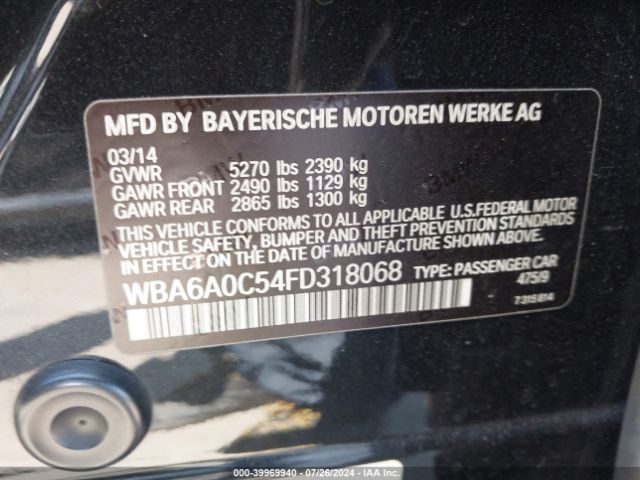 MFD BY BAYERISCHE MOTOREN WERKE AG
03/14
GVWR 5270 lbs 2390 kg
GAWR FRONT 2490 lbs 1129 kg
GAWR REAR 2865 lbs 1300 kg
THIS VEHICLE CONFORMS TO ALL APPLICABLE U.S.FEDERAL MOTOR
VEHICLE SAFETY, BUMPER AND THEFT PREVENTION STANDARDS
IN EFFECT ON THE DATE OF MANUFACTURE SHOWN ABOVE.
WBA6A0C54FD318068 TYPE: PASSENGER CAR
475/9
7 315 814
000-39969940 - 07/26/2024 - IAA Inc.